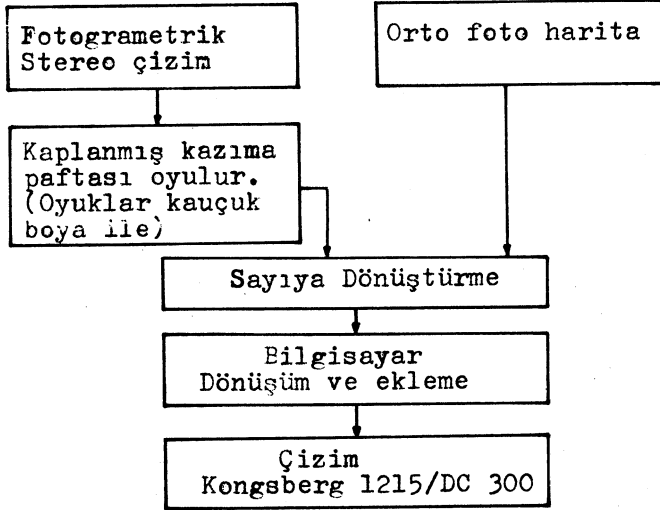 Fotogrametrik
Stereo çizim
Orto foto harita
Kaplanmış kazıma
paftası oyulur.
(Oyuklar kauçuk
boya ile)
Sayıya Dönüştürme
Bilgisayar
Dönüşüm ve ekleme
Çizim
Kongsberg 1215/DC 300